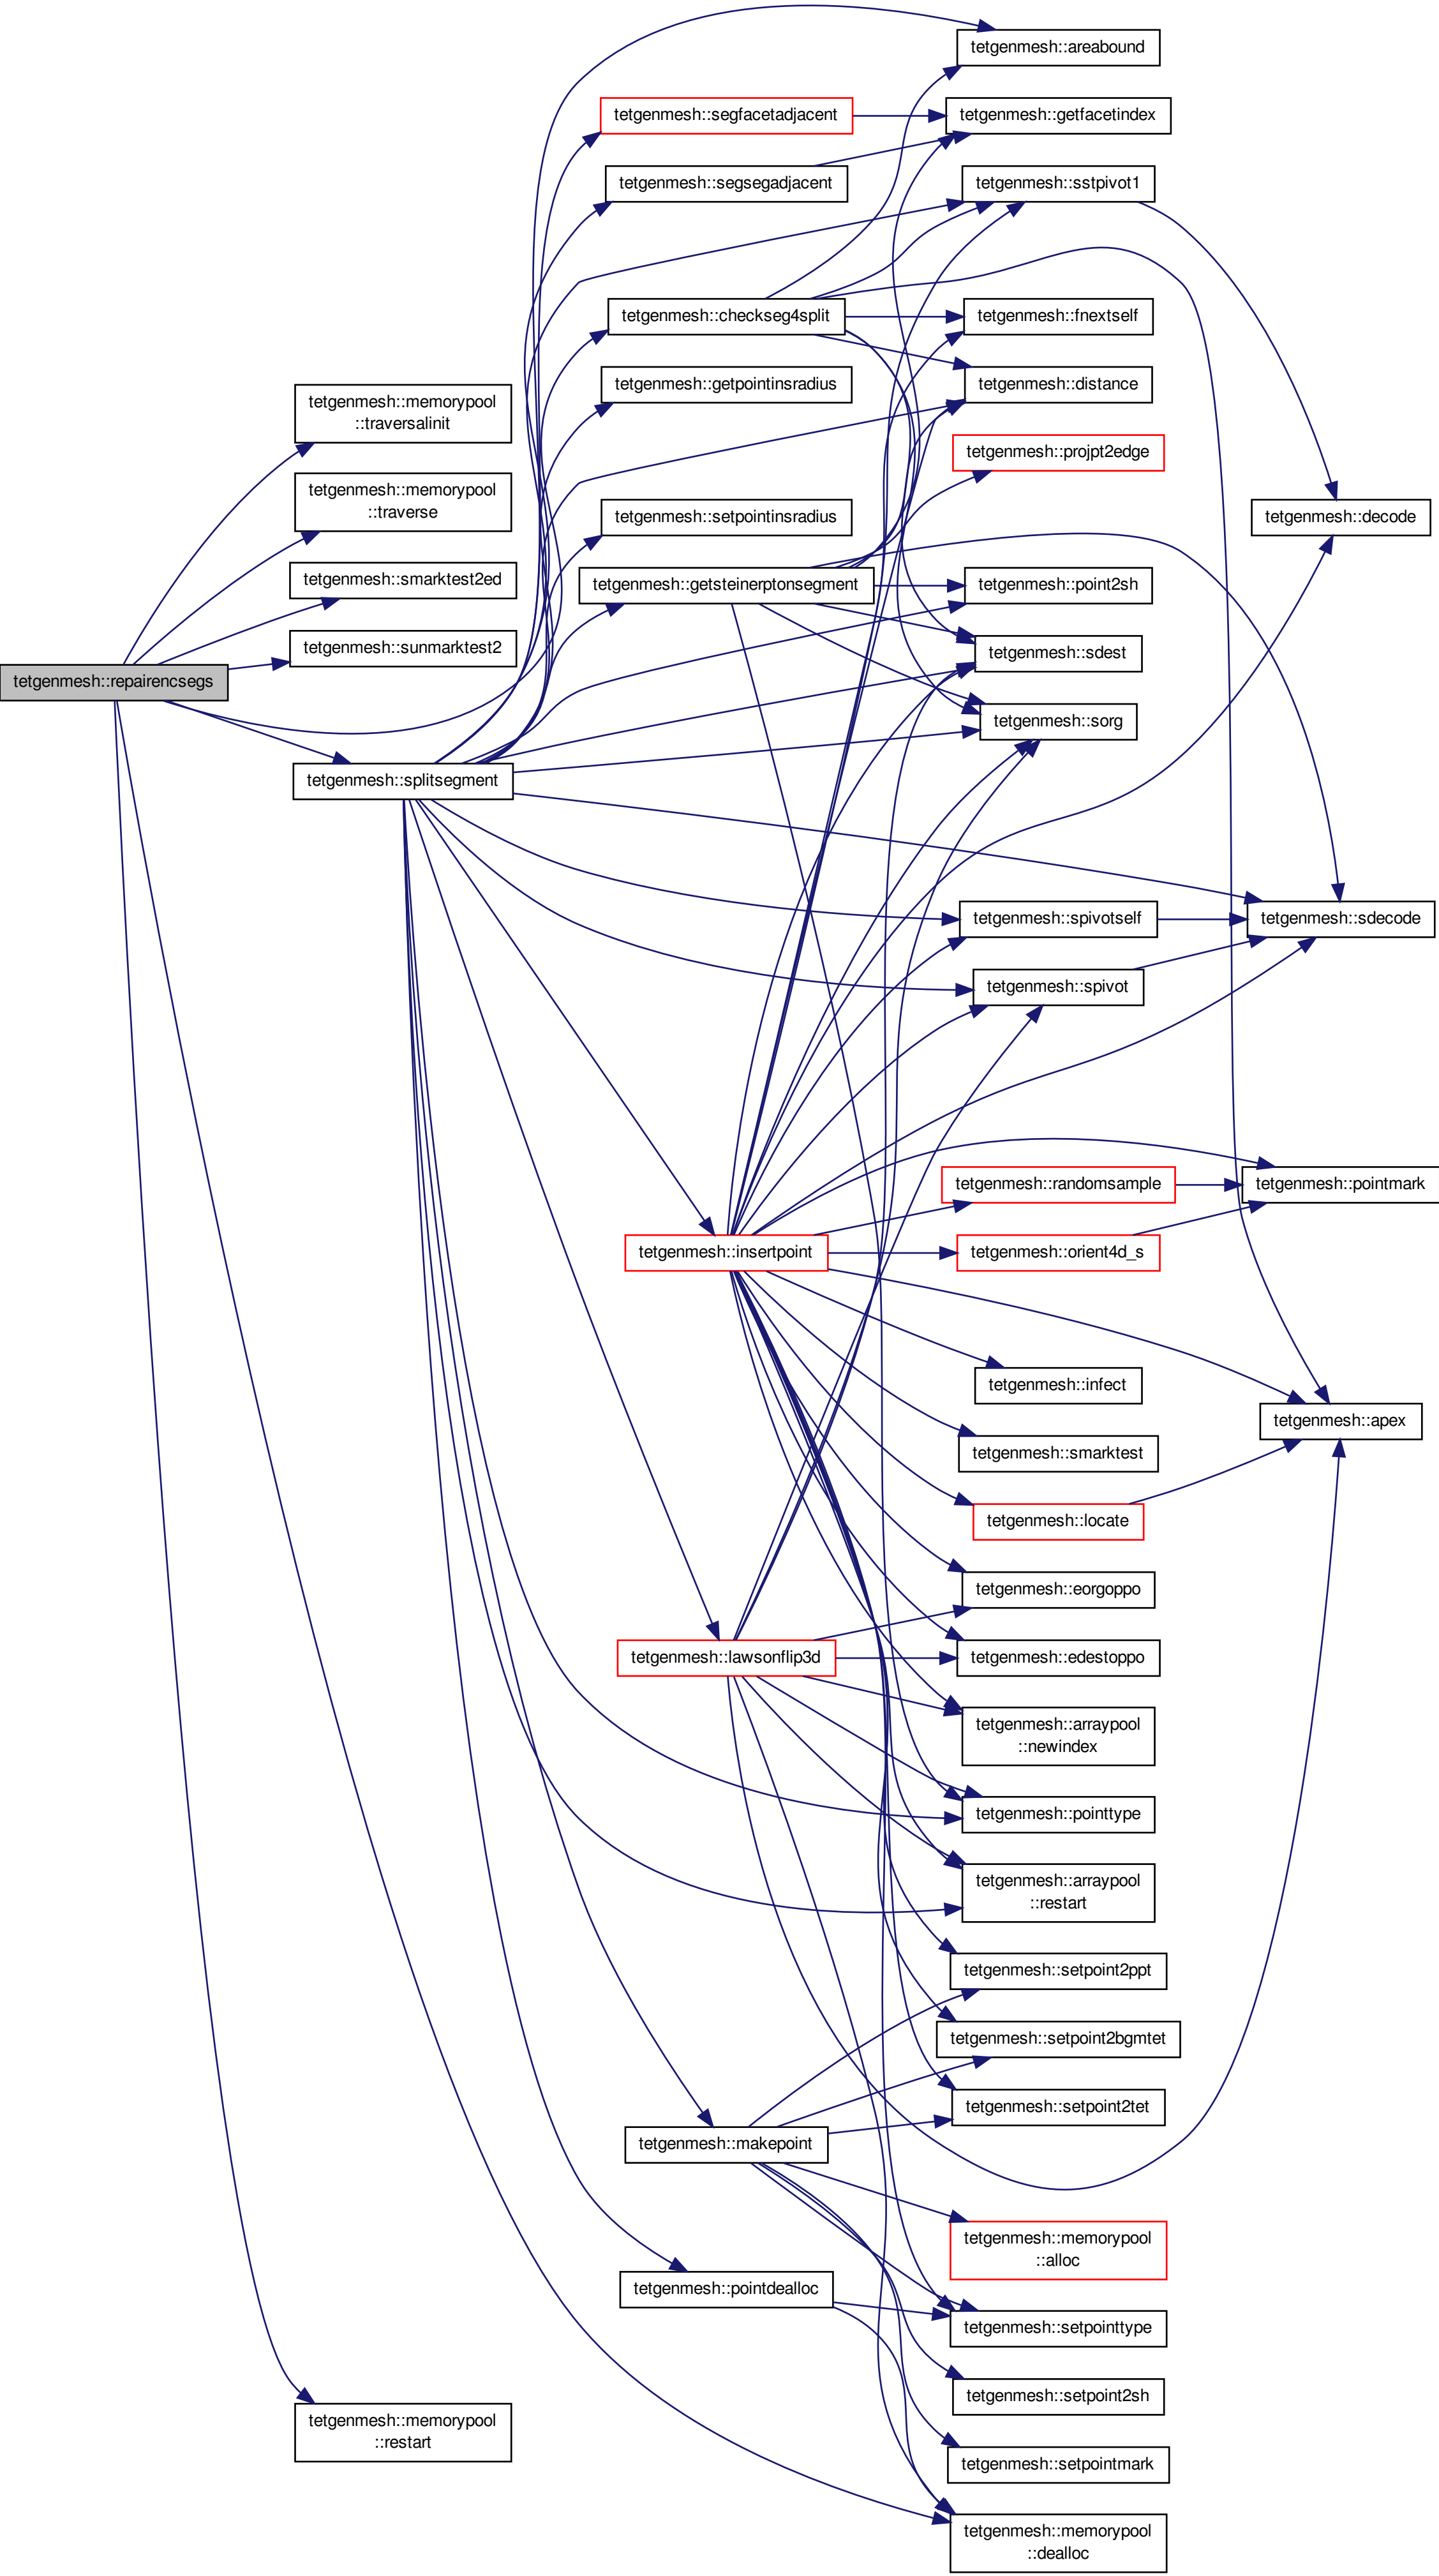 tetgenmesh::areabound
tetgenmesh::segfacetadjacent
tetgenmesh::getfacetindex
tetgenmesh::segsegadjacent
tetgenmesh::sstpivot1
tetgenmesh::checkseg4split
tetgenmesh::fnextself
tetgenmesh::getpointinsradius
tetgenmesh::distance
tetgenmesh::memorypool
::traversalinit
tetgenmesh::projpt2edge
tetgenmesh::memorypool
::traverse
tetgenmesh::setpointinsradius
tetgenmesh::decode
tetgenmesh::smarktest2ed
tetgenmesh::getsteinerptonsegment
tetgenmesh::point2sh
tetgenmesh::sunmarktest2
tetgenmesh::sdest
tetgenmesh::repairencsegs
tetgenmesh::sorg
tetgenmesh::splitsegment
tetgenmesh::spivotself
tetgenmesh::sdecode
tetgenmesh::spivot
tetgenmesh::randomsample
tetgenmesh::pointmark
tetgenmesh::insertpoint
tetgenmesh::orient4d_s
tetgenmesh::infect
tetgenmesh::apex
tetgenmesh::smarktest
tetgenmesh::locate
tetgenmesh::eorgoppo
tetgenmesh::lawsonflip3d
tetgenmesh::edestoppo
tetgenmesh::arraypool
::newindex
tetgenmesh::pointtype
tetgenmesh::arraypool
::restart
tetgenmesh::setpoint2ppt
tetgenmesh::setpoint2bgmtet
tetgenmesh::setpoint2tet
tetgenmesh::makepoint
tetgenmesh::memorypool
::alloc
tetgenmesh::pointdealloc
tetgenmesh::setpointtype
tetgenmesh::setpoint2sh
tetgenmesh::memorypool
::restart
tetgenmesh::setpointmark
tetgenmesh::memorypool
::dealloc